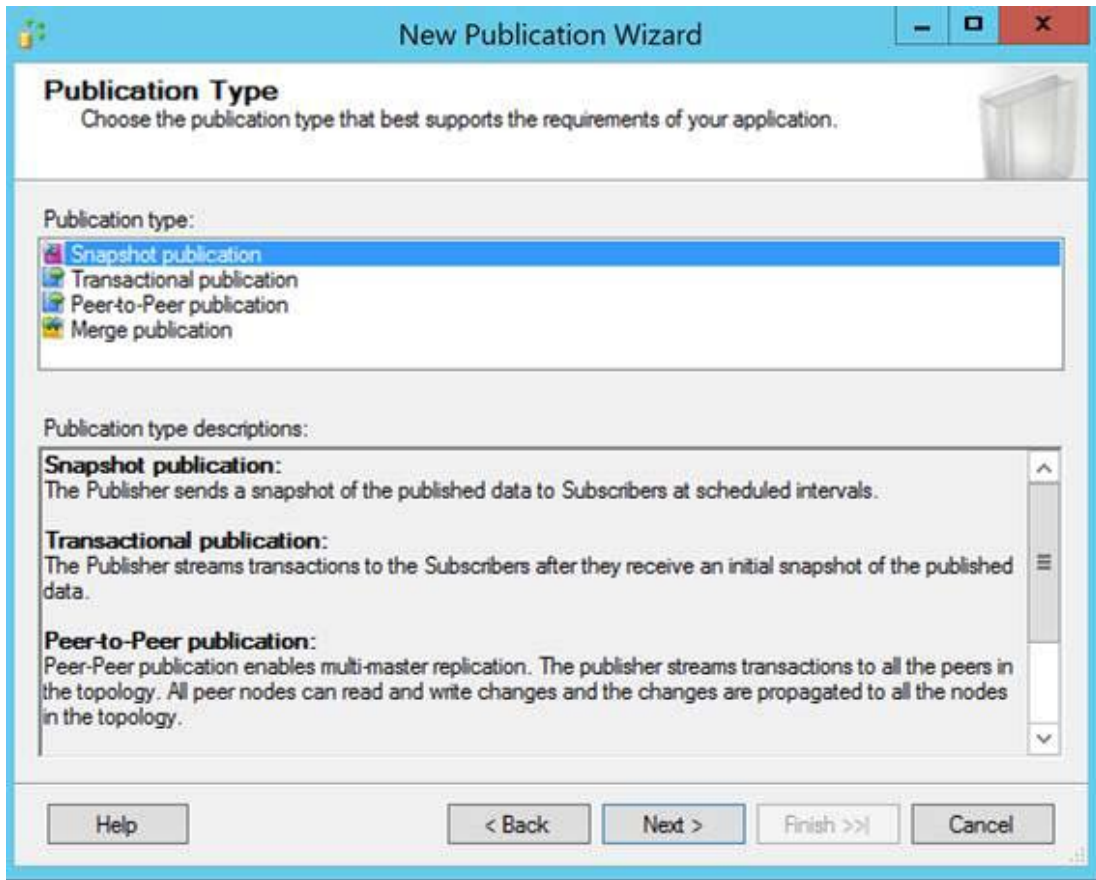 New Publication Wizard
Publication Type
Choose the publication type that best supports the requirements of your application.
Publication type:
Snapshot publication
Transactional publication
Peer-to-Peer publication
Merge publication
Publication type descriptions:
Snapshot publication:
The Publisher sends a snapshot of the published data to Subscribers at scheduled intervals.
Transactional publication:
The Publisher streams transactions to the Subscribers after they receive an initial snapshot of the published
data.
Peer-to-Peer publication:
Peer-Peer publication enables multi-master replication. The publisher streams transactions to all the peers in
the topology. All peer nodes can read and write changes and the changes are propagated to all the nodes
in the topology.
Help
< Back
Next >
Finish >>|
Cancel